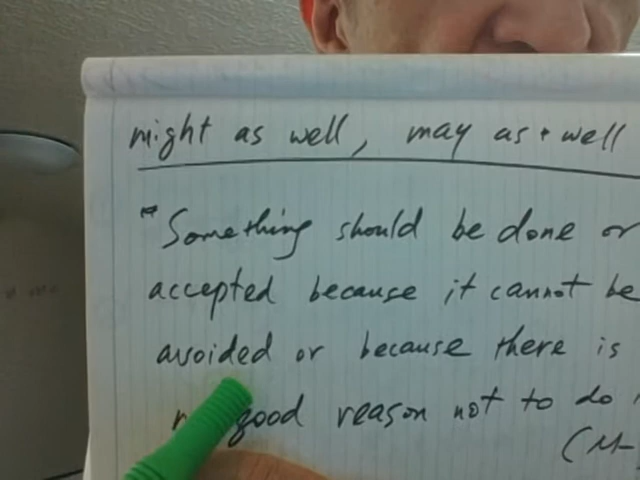 might as well, may as well
"Something should be done or
accepted because it cannot be
avoided or because there is
good reason not to do
(M-